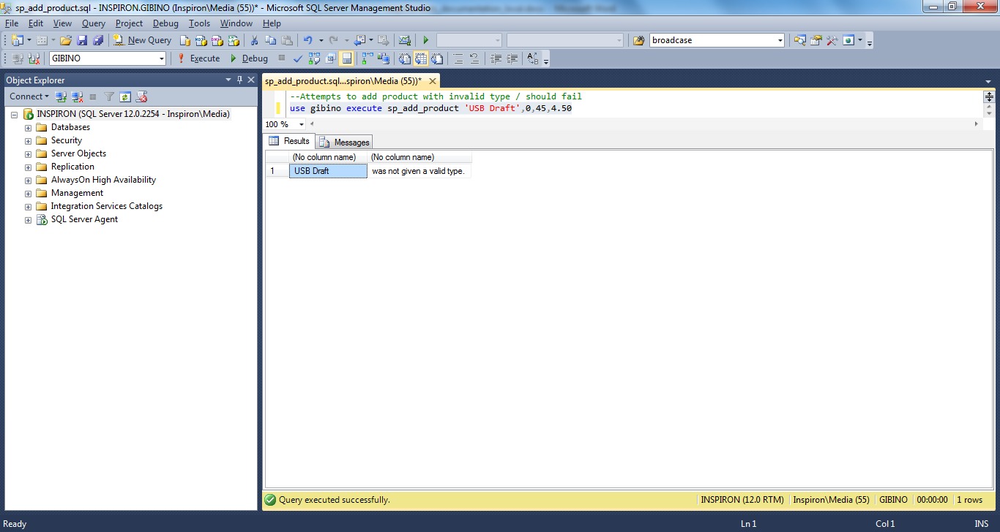 sp_add_product.sql - INSPIRON.GIBINO (Inspiron\Media (55))* - Microsoft SQL Server Management Studio
File Edit View Query Project Debug Tools Window Help
New Query broadcase
GIBINO Execute Debug
Object Explorer
Connect
INSPIRON (SQL Server 12.0.2254 - Inspiron\Media)
Databases
Security
Server Objects
Replication
AlwaysOn High Availability
Management
Integration Services Catalogs
SQL Server Agent
sp_add_product.sql...spiron\Media (55))*
--Attempts to add product with invalid type / should fail
use gibino execute sp_add_product 'USB Draft',0,45,4.50
100 %
Results Messages
(No column name) (No column name)
1 USB Draft was not given a valid type.
Query executed successfully. INSPIRON (12.0 RTM) Inspiron\Media (55) GIBINO 00:00:00 1 rows
Ready Ln 1 Col 1 INS